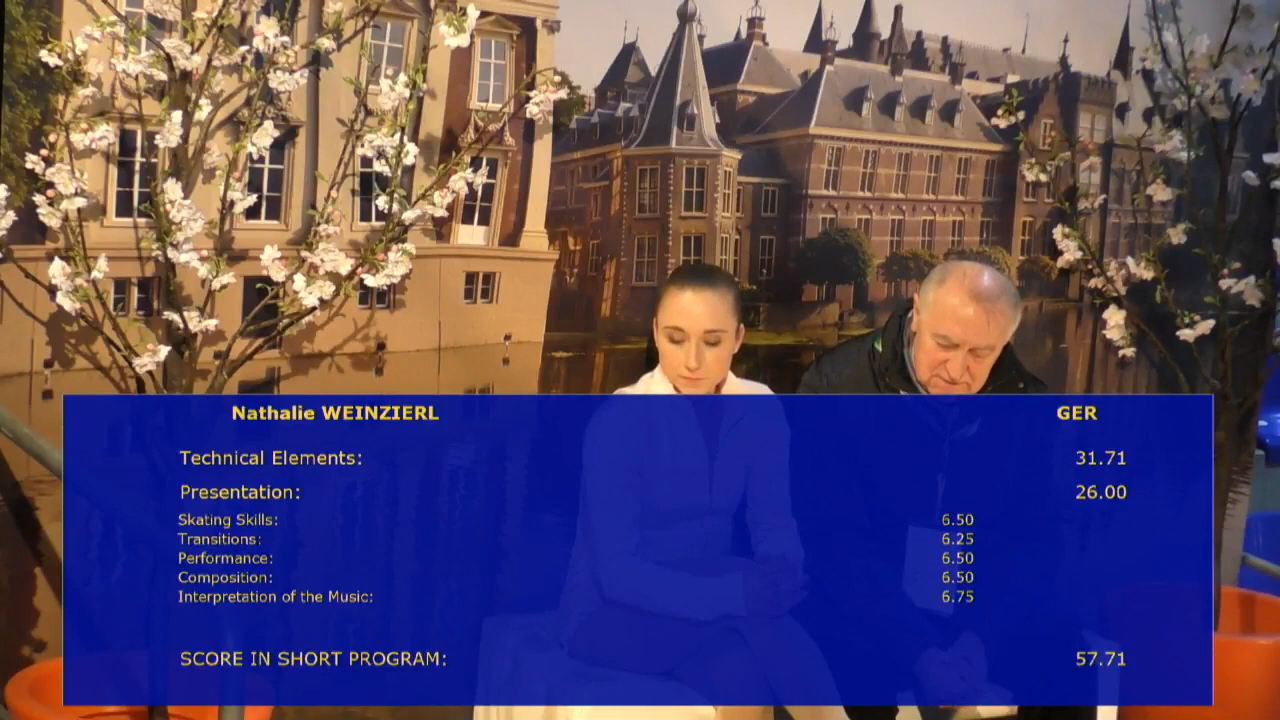 Nathalie WEINZIERL GER
Technical Elements: 31.71
Presentation: 26.00
Skating Skills: 6.50
Transitions: 6.25
Performance: 6.50
Composition: 6.50
Interpretation of the Music: 6.75
SCORE IN SHORT PROGRAM: 57.71